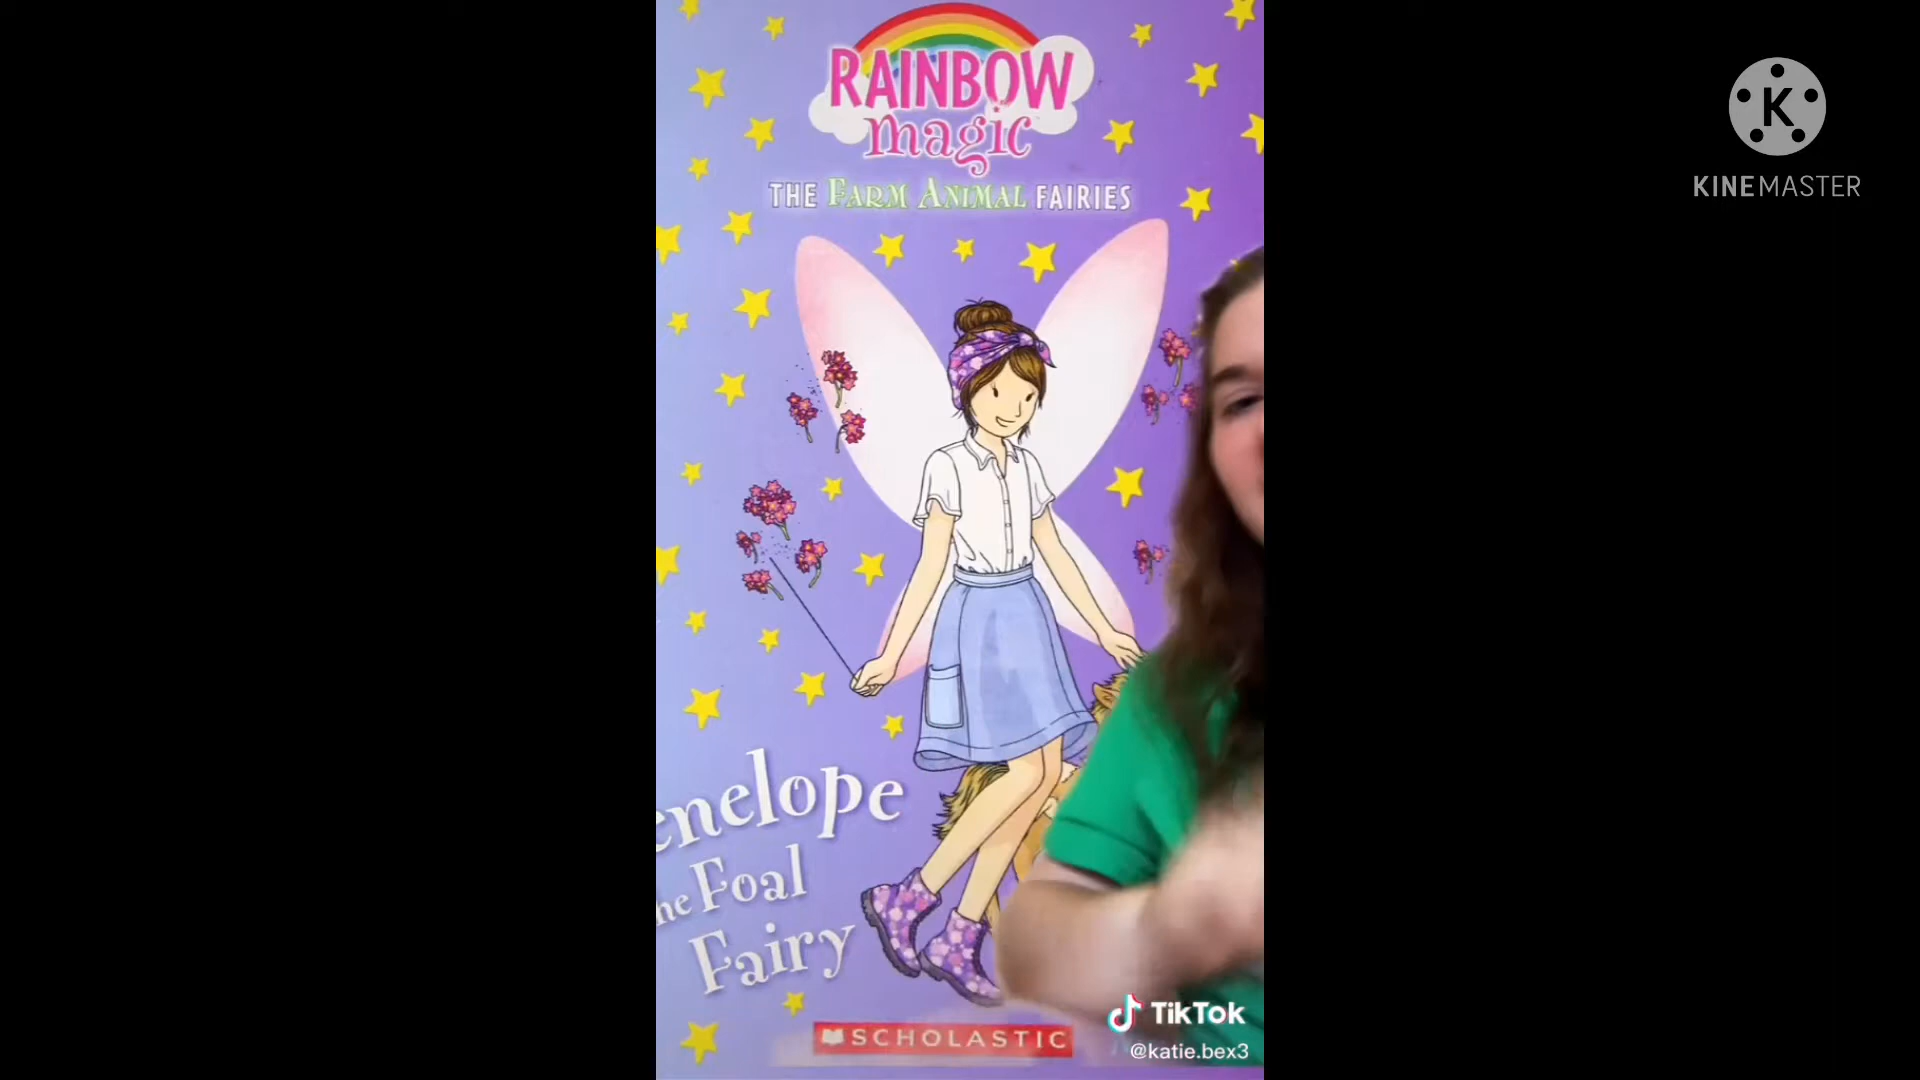 RAINBOW
magic
THE FARM ANIMAL FAIRIES
enelope
he Foal
Fairy
SCHOLASTIC
TikTok
@katie.bex3
K
KINEMASTER